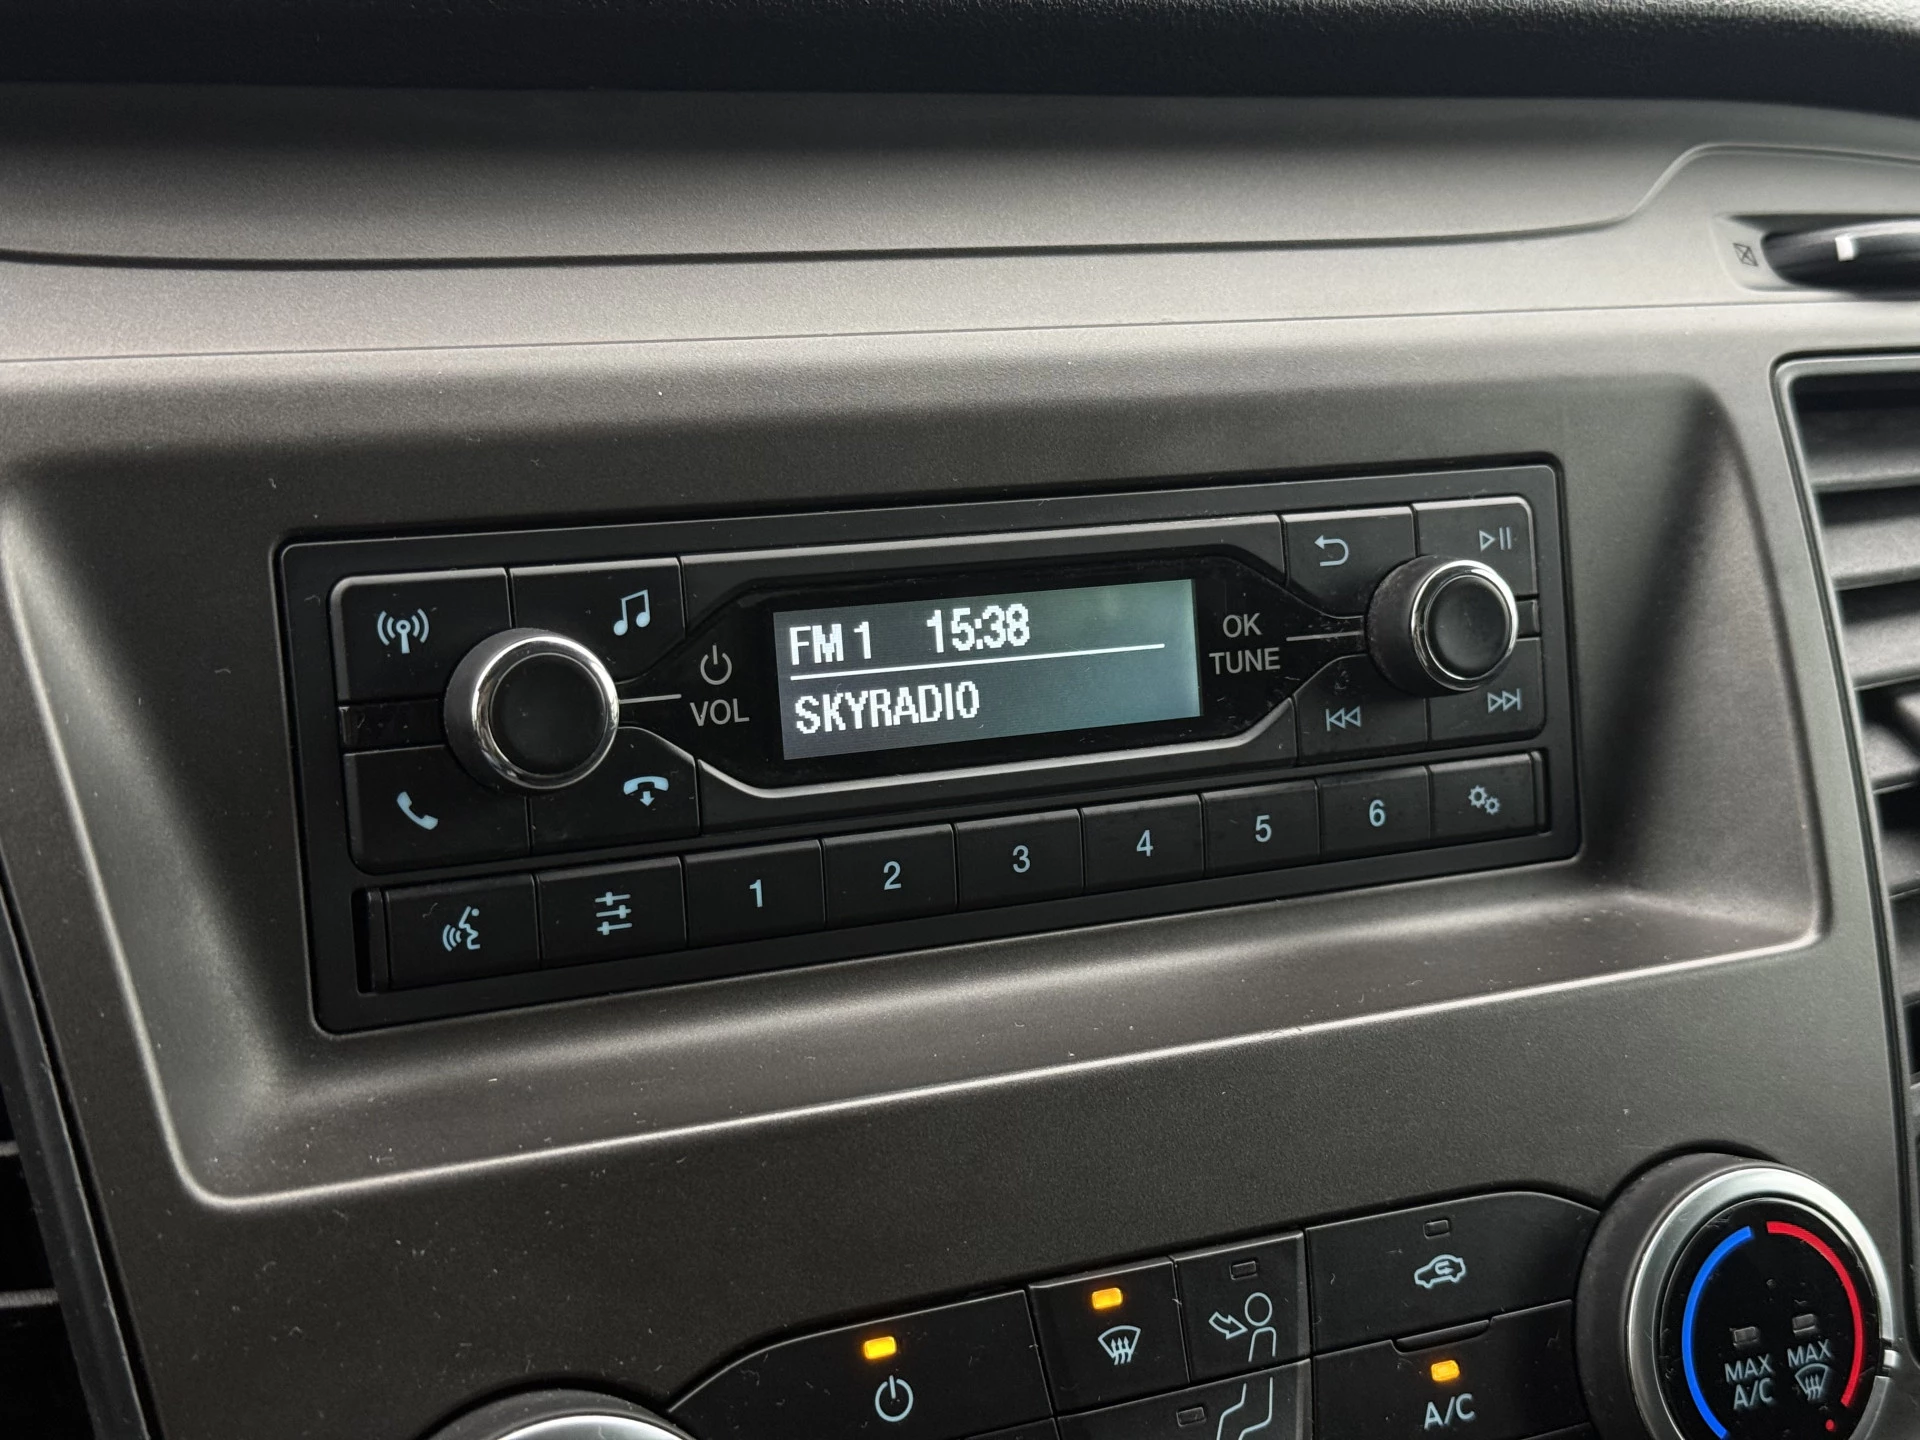 FM 1 15:38
SKYRADIO
VOL
OK
TUNE
1 2 3 4 5 6
A/C
MAX
A/C
MAX